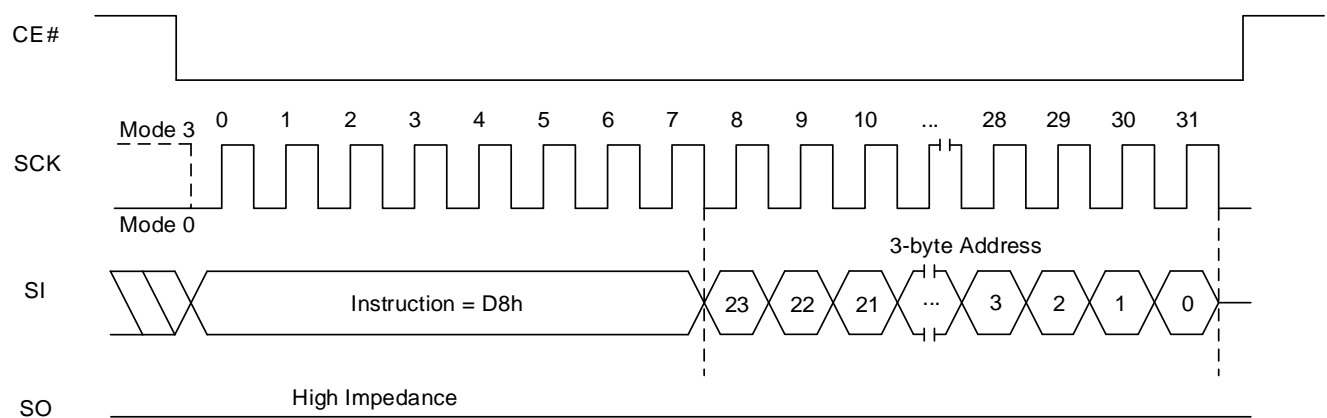 CE#
Mode 3 0 1 2 3 4 5 6 7 8 9 10 ... 28 29 30 31
SCK
Mode 0
3-byte Address
SI Instruction = D8h 23 22 21 ... 3 2 1 0
High Impedance
SO